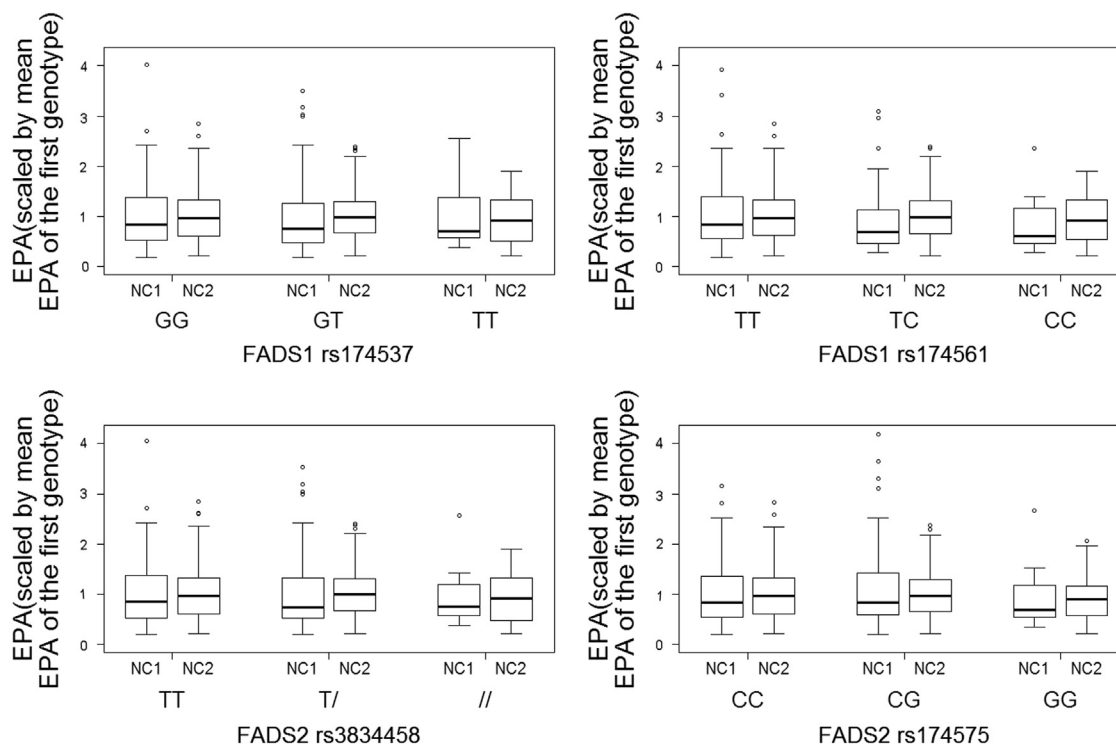 EPA(scaled by mean
EPA of the first genotype)
4
3
2
1
0
NC1 NC2 NC1 NC2 NC1 NC2
GG GT TT
FADS1 rs174537
EPA(scaled by mean
EPA of the first genotype)
4
3
2
1
0
NC1 NC2 NC1 NC2 NC1 NC2
TT TC CC
FADS1 rs174561
EPA(scaled by mean
EPA of the first genotype)
4
3
2
1
0
NC1 NC2 NC1 NC2 NC1 NC2
TT T/ //
FADS2 rs3834458
EPA(scaled by mean
EPA of the first genotype)
4
3
2
1
0
NC1 NC2 NC1 NC2 NC1 NC2
CC CG GG
FADS2 rs174575